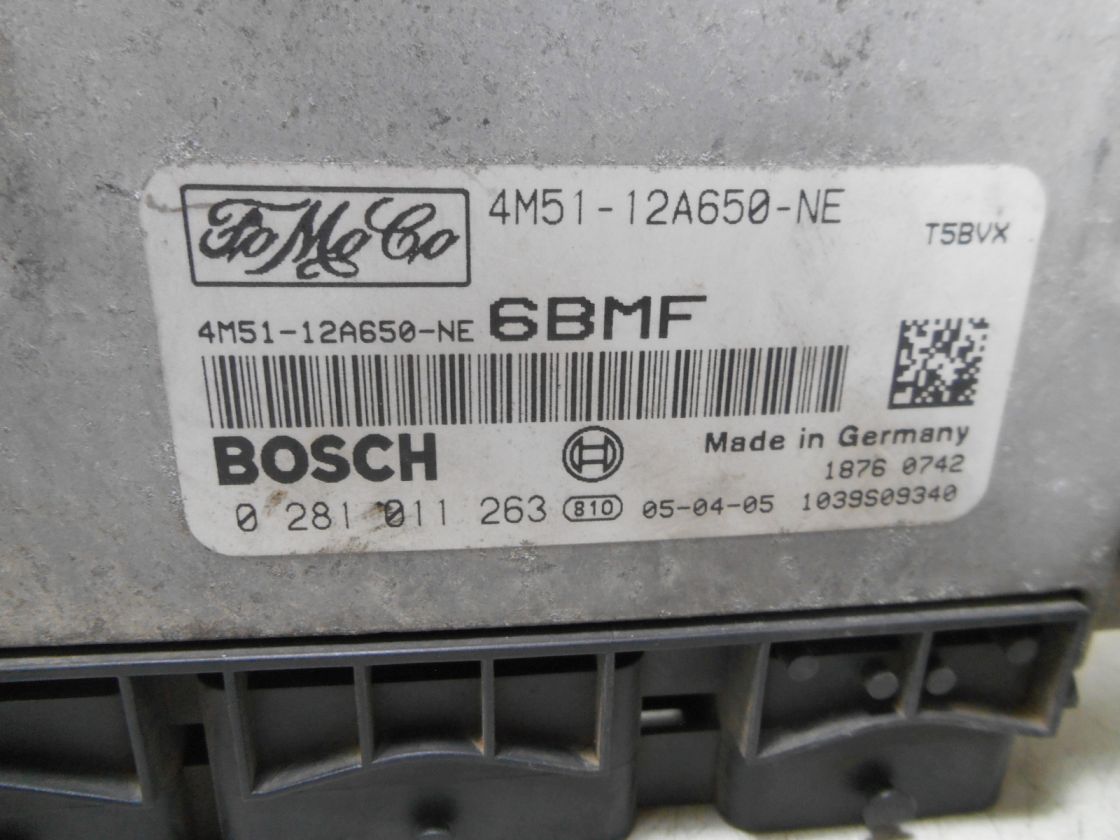 FoMoCo 4M51-12A650-NE
T5BVX
4M51-12A650-NE 6BMF
BOSCH
Made in Germany
1876 0742
0 281 011 263 810 05-04-05 1039S09340